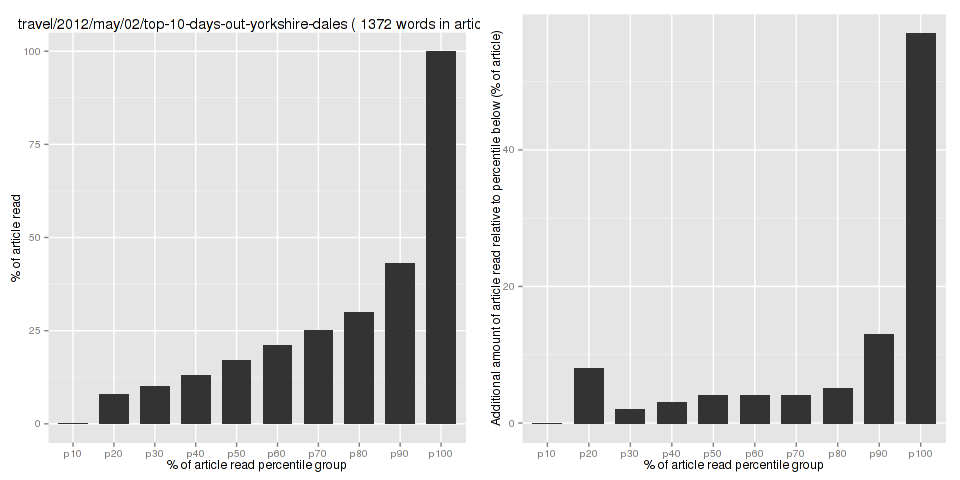 travel/2012/may/02/top-10-days-out-yorkshire-dales ( 1372 words in artic
% of article read
100
75
50
25
0
p10 p20 p30 p40 p50 p60 p70 p80 p90 p100
% of article read percentile group
Additional amount of article read relative to percentile below (% of article)
40
20
0
p10 p20 p30 p40 p50 p60 p70 p80 p90 p100
% of article read percentile group